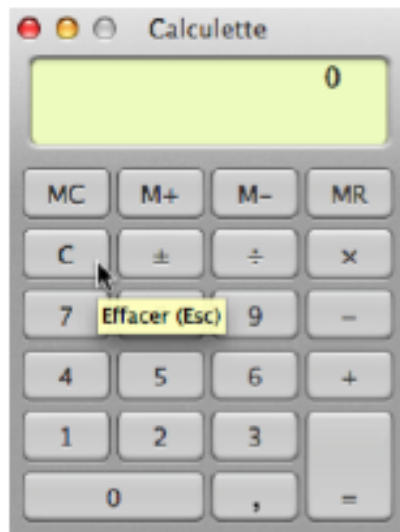 Calculette
0
MC M+ M- MR
C ± ÷ ×
7 Effacer (Esc) 9 −
4 5 6 +
1 2 3
0 , =